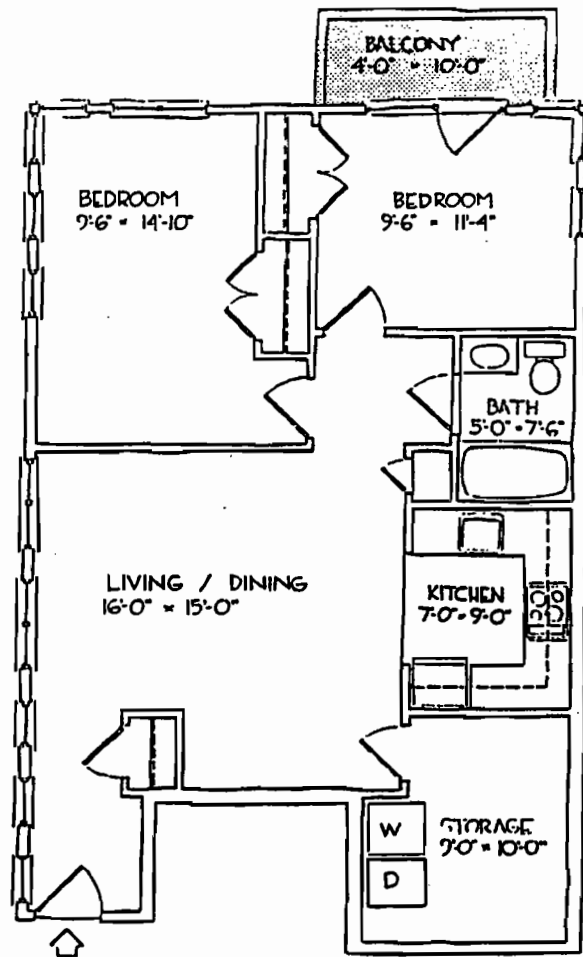 BALCONY
4'-0" × 10'-0"
BEDROOM
9'-6" × 14'-10"
BEDROOM
9'-6" × 11'-4"
BATH
5'-0" × 7'-6"
LIVING / DINING
16'-0" × 15'-0"
KITCHEN
7'-0" × 9'-0"
W
D
STORAGE
9'-0" × 10'-0"